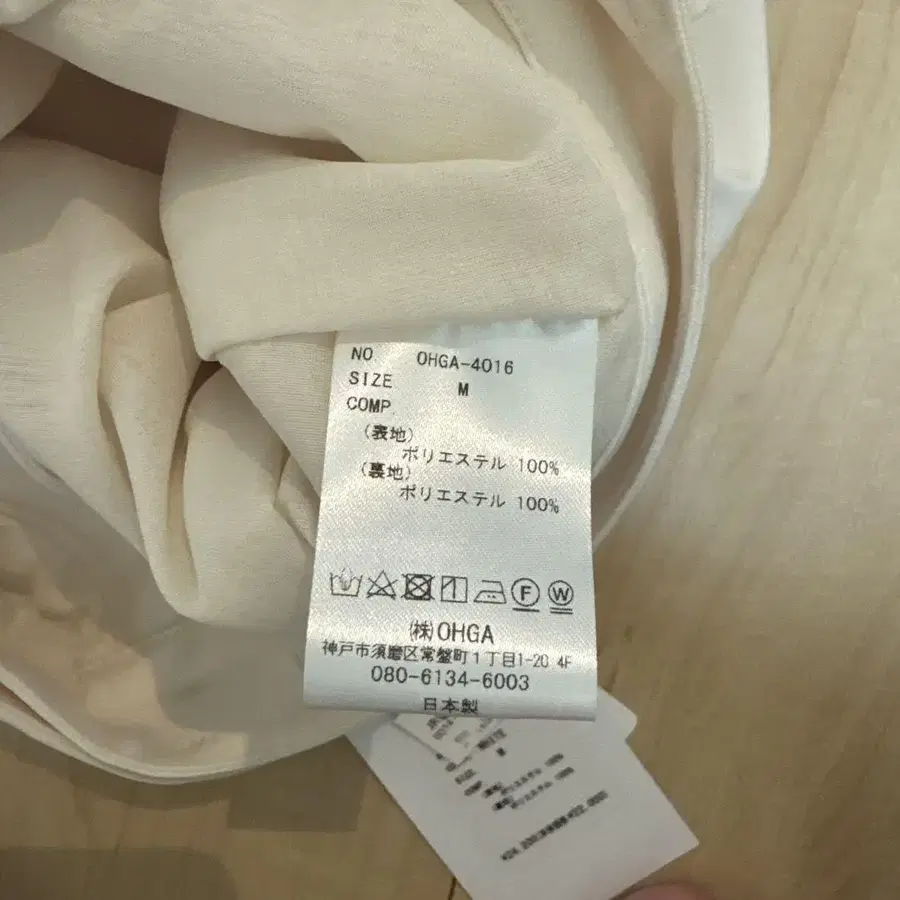 NO. OHGA-4016
SIZE M
COMP.
(表地)
ポリエステル 100%
(裏地)
ポリエステル 100%
F W
(株)OHGA
神戸市須磨区常盤町1丁目1-20 4F
080-6134-6003
日本製